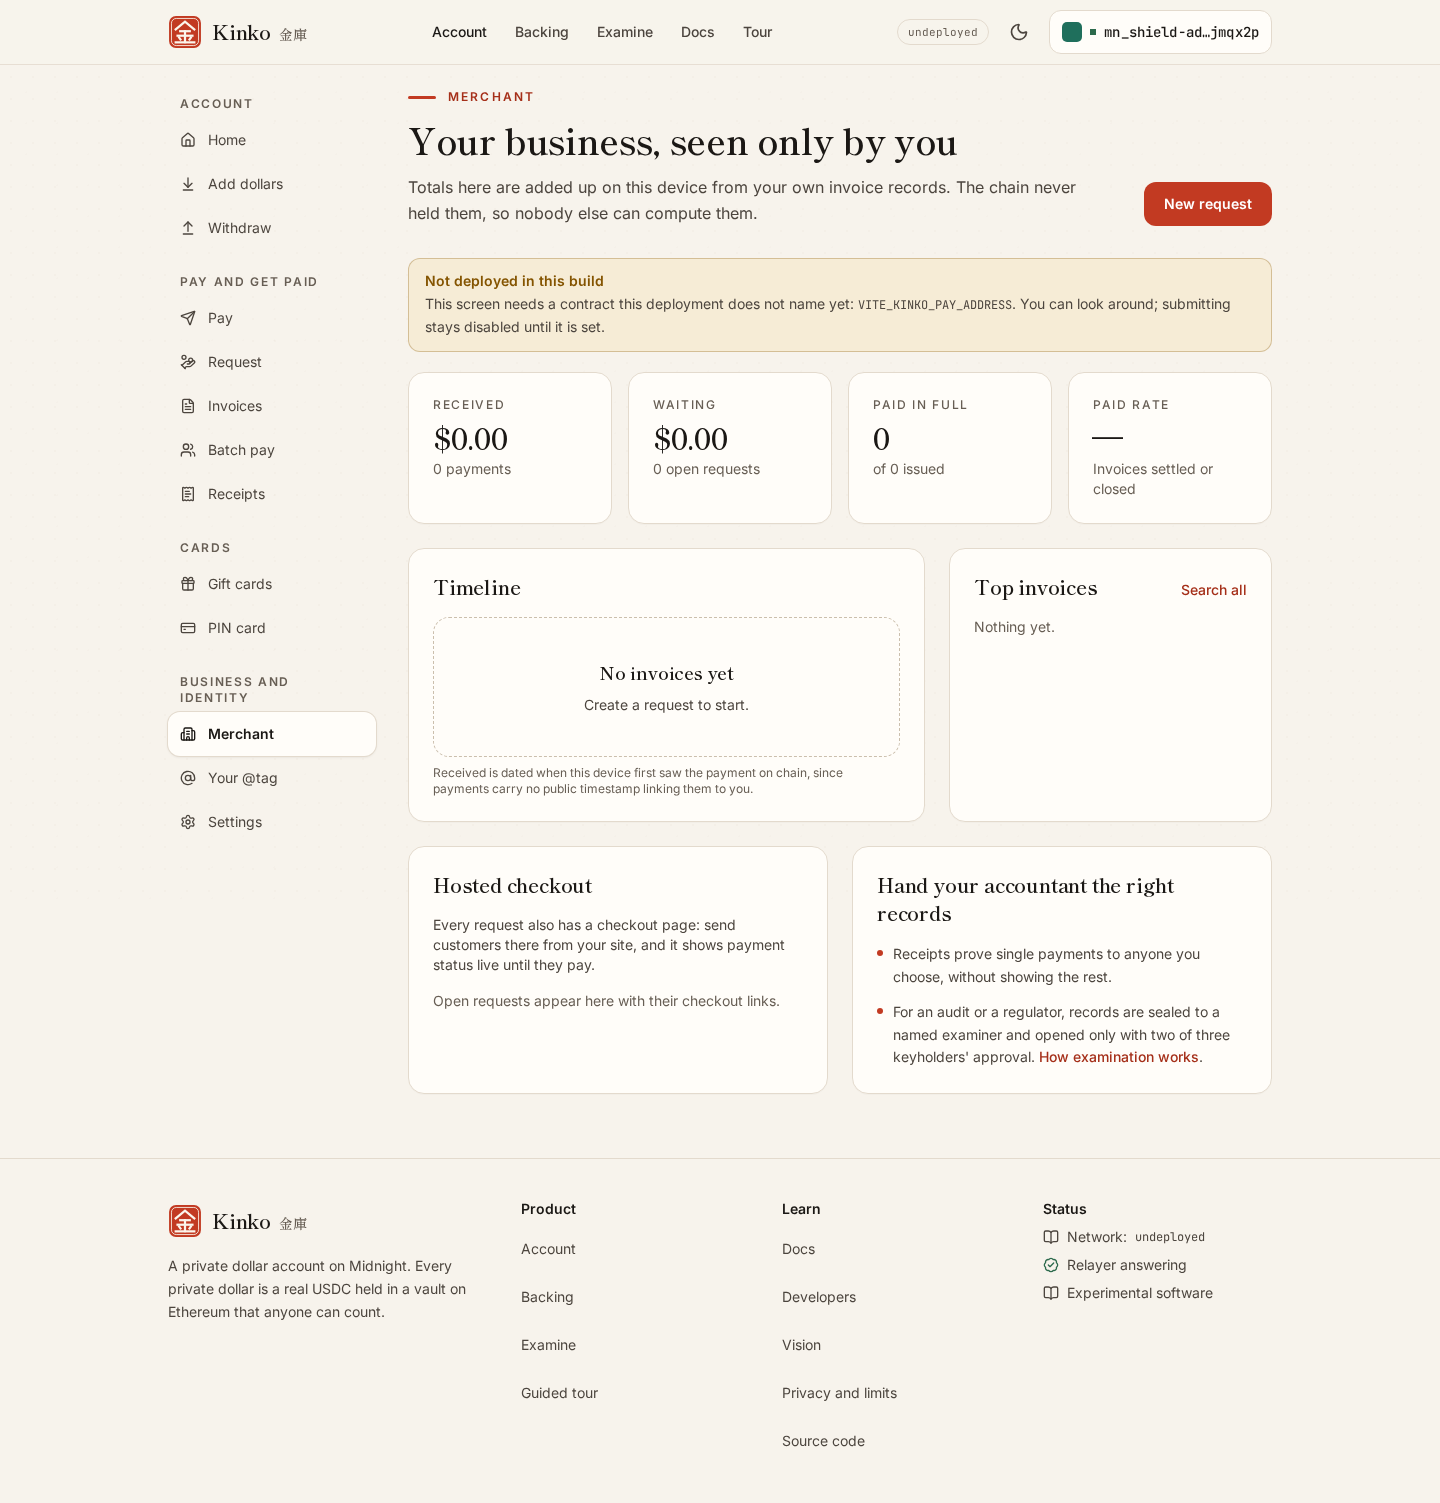 金 Kinko 金庫
Account Backing Examine Docs Tour
undeployed
mn_shield-ad…jmqx2p
ACCOUNT
Home
Add dollars
Withdraw
PAY AND GET PAID
Pay
Request
Invoices
Batch pay
Receipts
CARDS
Gift cards
PIN card
BUSINESS AND
IDENTITY
Merchant
Your @tag
Settings
MERCHANT
Your business, seen only by you
Totals here are added up on this device from your own invoice records. The chain never
held them, so nobody else can compute them.
New request
Not deployed in this build
This screen needs a contract this deployment does not name yet: VITE_KINKO_PAY_ADDRESS. You can look around; submitting
stays disabled until it is set.
RECEIVED
$0.00
0 payments
WAITING
$0.00
0 open requests
PAID IN FULL
0
of 0 issued
PAID RATE
—
Invoices settled or
closed
Timeline
No invoices yet
Create a request to start.
Received is dated when this device first saw the payment on chain, since
payments carry no public timestamp linking them to you.
Top invoices
Search all
Nothing yet.
Hosted checkout
Every request also has a checkout page: send
customers there from your site, and it shows payment
status live until they pay.
Open requests appear here with their checkout links.
Hand your accountant the right
records
Receipts prove single payments to anyone you
choose, without showing the rest.
For an audit or a regulator, records are sealed to a
named examiner and opened only with two of three
keyholders' approval. How examination works.
金 Kinko 金庫
A private dollar account on Midnight. Every
private dollar is a real USDC held in a vault on
Ethereum that anyone can count.
Product
Account
Backing
Examine
Guided tour
Learn
Docs
Developers
Vision
Privacy and limits
Source code
Status
Network: undeployed
Relayer answering
Experimental software